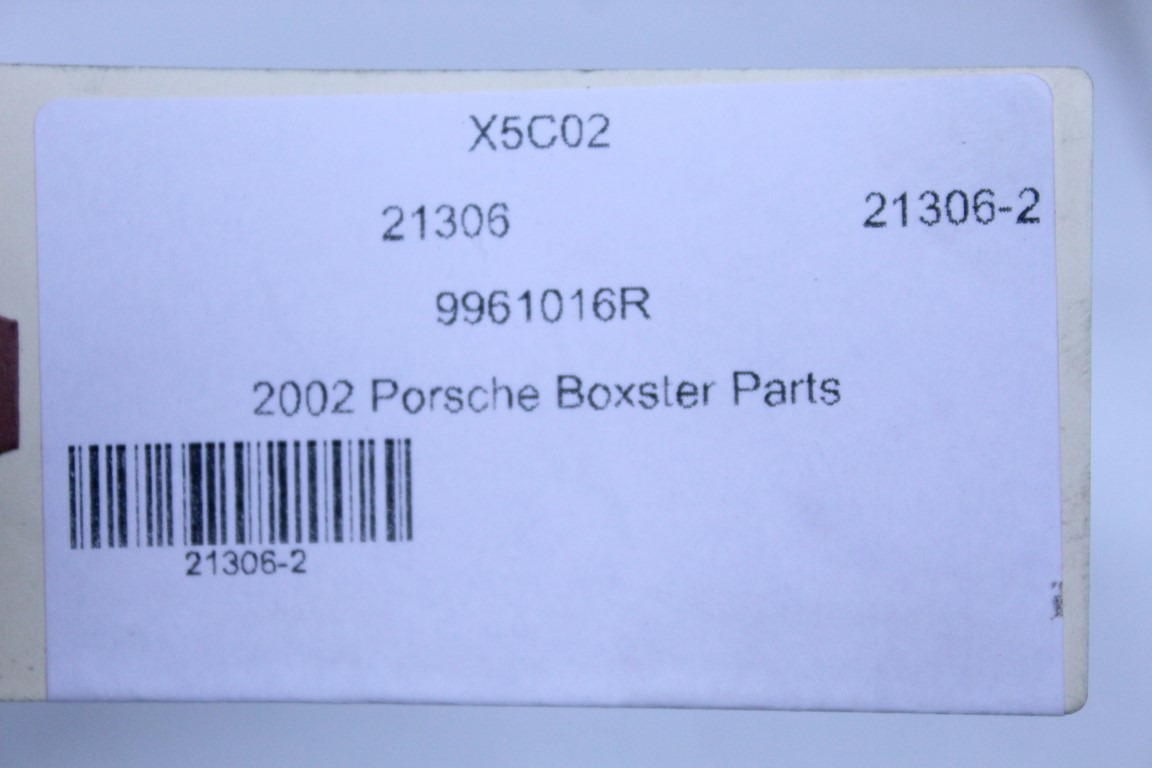 X5C02
21306 21306-2
9961016R
2002 Porsche Boxster Parts
21306-2